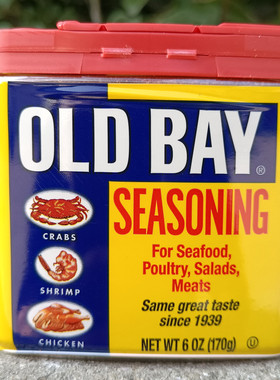 OLD BAY®
SEASONING
CRABS
SHRIMP
CHICKEN
For Seafood,
Poultry, Salads,
Meats
Same great taste
since 1939
NET WT 6 OZ (170g) U